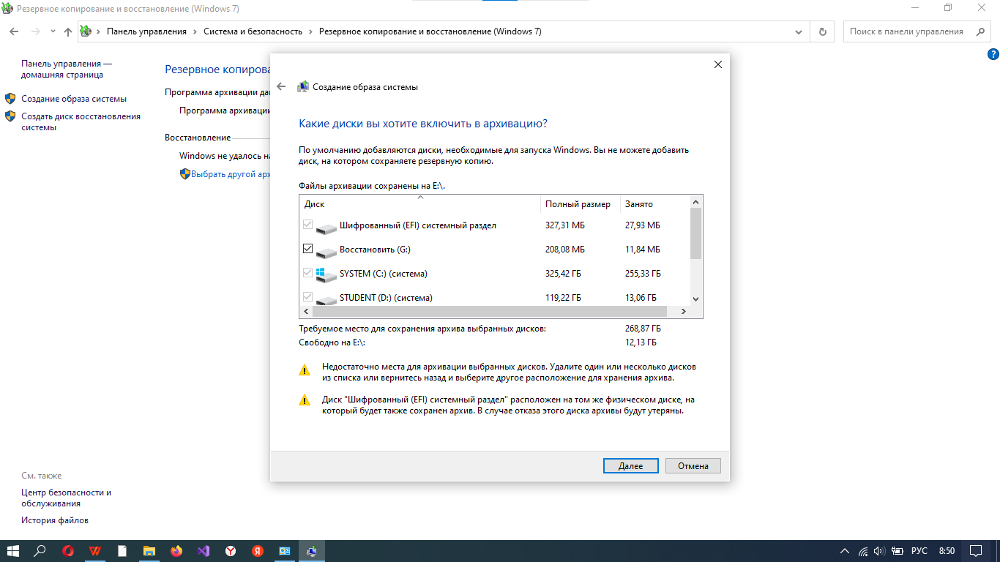 Резервное копирование и восстановление (Windows 7)
Панель управления
Система и безопасность
Резервное копирование и восстановление (Windows 7)
Поиск в панели управления
Панель управления —
домашняя страница
Создание образа системы
Создать диск восстановления
системы
Резервное копирова
Программа архивации да
Программа архивации
Восстановление
Windows не удалось на
Выбрать другой арх
Создание образа системы
Какие диски вы хотите включить в архивацию?
По умолчанию добавляются диски, необходимые для запуска Windows. Вы не можете добавить
диск, на котором сохраняете резервную копию.
Файлы архивации сохранены на E:\.
Диск Полный размер Занято
Шифрованный (EFI) системный раздел 327,31 МБ 27,93 МБ
Восстановить (G:) 208,08 МБ 11,84 МБ
SYSTEM (C:) (система) 325,42 ГБ 255,33 ГБ
STUDENT (D:) (система) 119,22 ГБ 13,06 ГБ
Требуемое место для сохранения архива выбранных дисков: 268,87 ГБ
Свободно на E:\: 12,13 ГБ
Недостаточно места для архивации выбранных дисков. Удалите один или несколько дисков
из списка или вернитесь назад и выберите другое расположение для хранения архива.
Диск "Шифрованный (EFI) системный раздел" расположен на том же физическом диске, на
который будет также сохранен архив. В случае отказа этого диска архивы будут утеряны.
Далее
Отмена
См. также
Центр безопасности и
обслуживания
История файлов
РУС
8:50